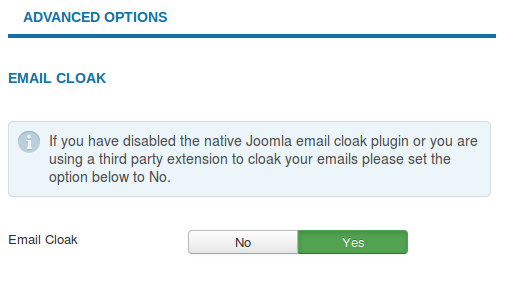 ADVANCED OPTIONS
EMAIL CLOAK
If you have disabled the native Joomla email cloak plugin or you are
using a third party extension to cloak your emails please set the
option below to No.
Email Cloak No Yes